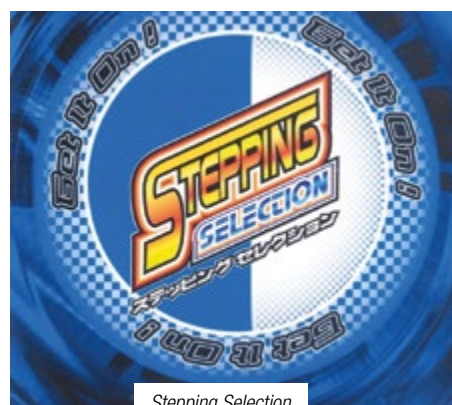 Get It On!
Get It On!
STEPPING
SELECTION
ステッピング セレクション
Get It On!
Stepping Selection